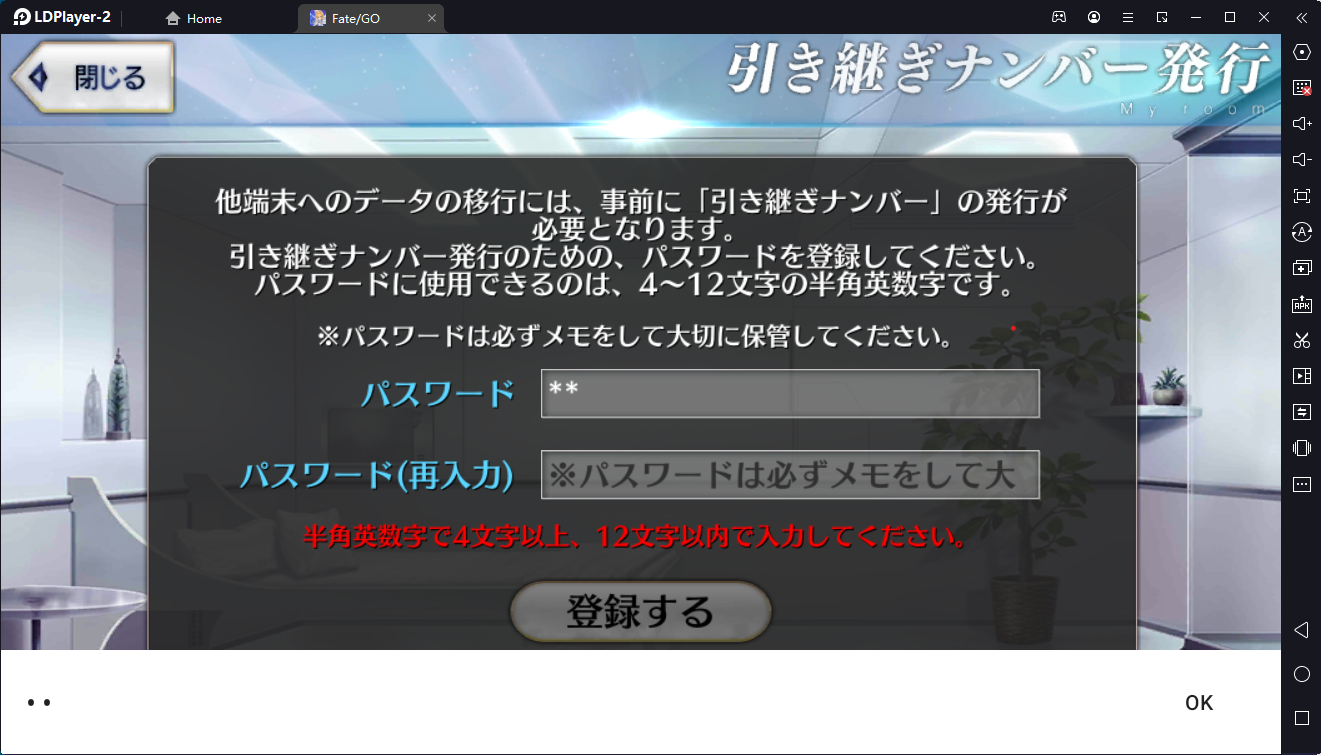 LDPlayer-2
Home
Fate/GO
閉じる
引き継ぎナンバー発行
My room
他端末へのデータの移行には、事前に「引き継ぎナンバー」の発行が
必要となります。
引き継ぎナンバー発行のための、パスワードを登録してください。
パスワードに使用できるのは、4～12文字の半角英数字です。
※パスワードは必ずメモをして大切に保管してください。
パスワード
**
パスワード(再入力)
※パスワードは必ずメモをして大
半角英数字で4文字以上、12文字以内で入力してください。
登録する
••
OK
APK